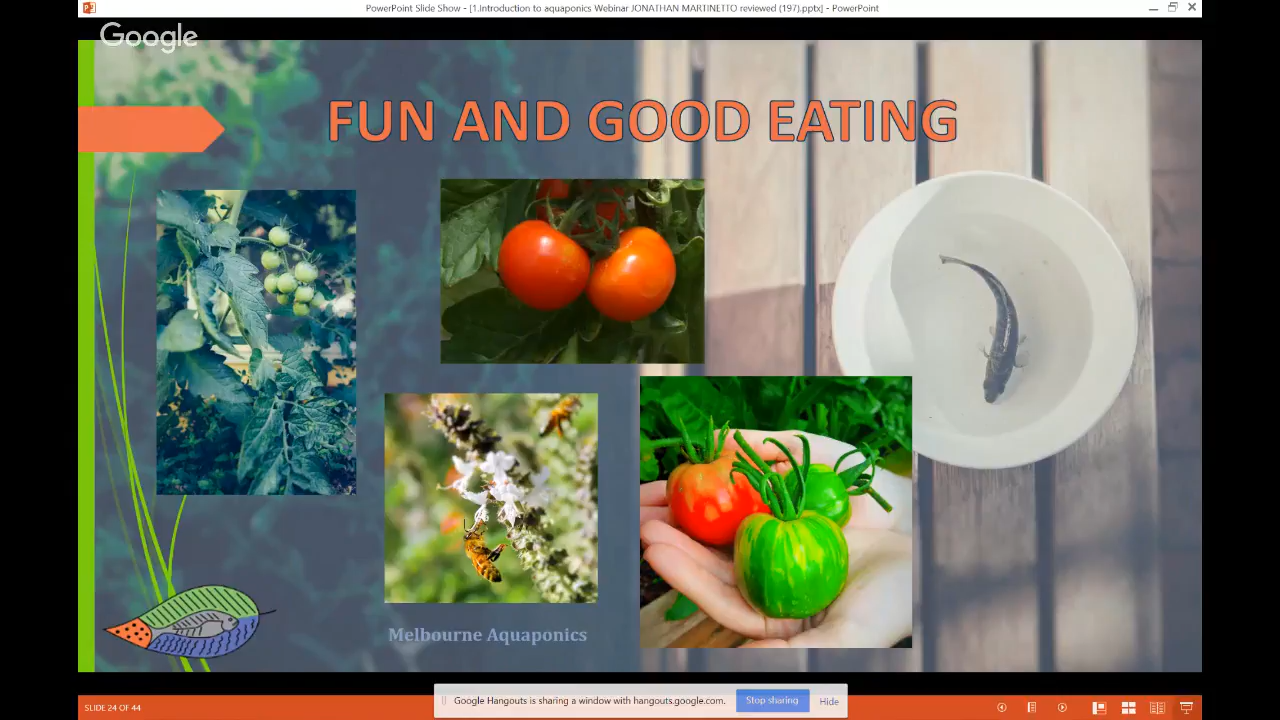 PowerPoint Slide Show - [1.Introduction to aquaponics Webinar JONATHAN MARTINETTO reviewed (197).pptx] - PowerPoint
Google
FUN AND GOOD EATING
Melbourne Aquaponics
Google Hangouts is sharing a window with hangouts.google.com.
Stop sharing
Hide
SLIDE 24 OF 44